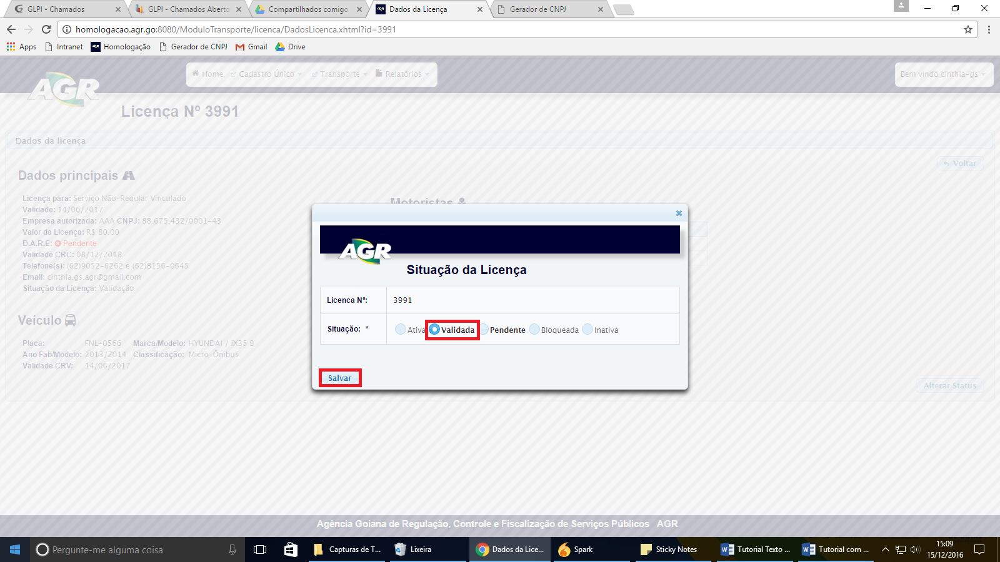 GLPI - Chamados
GLPI - Chamados Aberto
Compartilhados comigo
Dados da Licença
Gerador de CNPJ
homologacao.agr.go:8080/ModuloTransporte/licenca/DadosLicenca.xhtml?id=3991
Apps
Intranet
Homologação
Gerador de CNPJ
Gmail
Drive
AGR
Home
Cadastro Único
Transporte
Relatórios
Bem vindo cinthia-gs
Licença Nº 3991
Dados da licença
Voltar
Dados principais
Licença para: Serviço Não-Regular Vinculado
Validade: 14/06/2017
Empresa autorizada: AAA CNPJ: 88.675.432/0001-43
Valor da Licença: R$ 80.00
D.A.R.E: Pendente
Validade CRC: 08/12/2018
Telefone(s): (62)9052-6262 e (62)8156-0645
Email: cinthia.gs.agr@gmail.com
Situação da Licença: Validação
Motoristas
Veículo
Placa: FNL-0566 Marca/Modelo: HYUNDAI / IX35 B
Ano Fab/Modelo: 2013/2014 Classificação: Micro-Ônibus
Validade CRV: 14/06/2017
AGR
Situação da Licença
Licenca Nº: 3991
Situação: * Ativa Validada Pendente Bloqueada Inativa
Salvar
Alterar Status
Agência Goiana de Regulação, Controle e Fiscalização de Serviços Públicos AGR
Pergunte-me alguma coisa
Capturas de T...
Lixeira
Dados da Lice...
Spark
Sticky Notes
Tutorial Texto ...
Tutorial com ...
15:09
15/12/2016